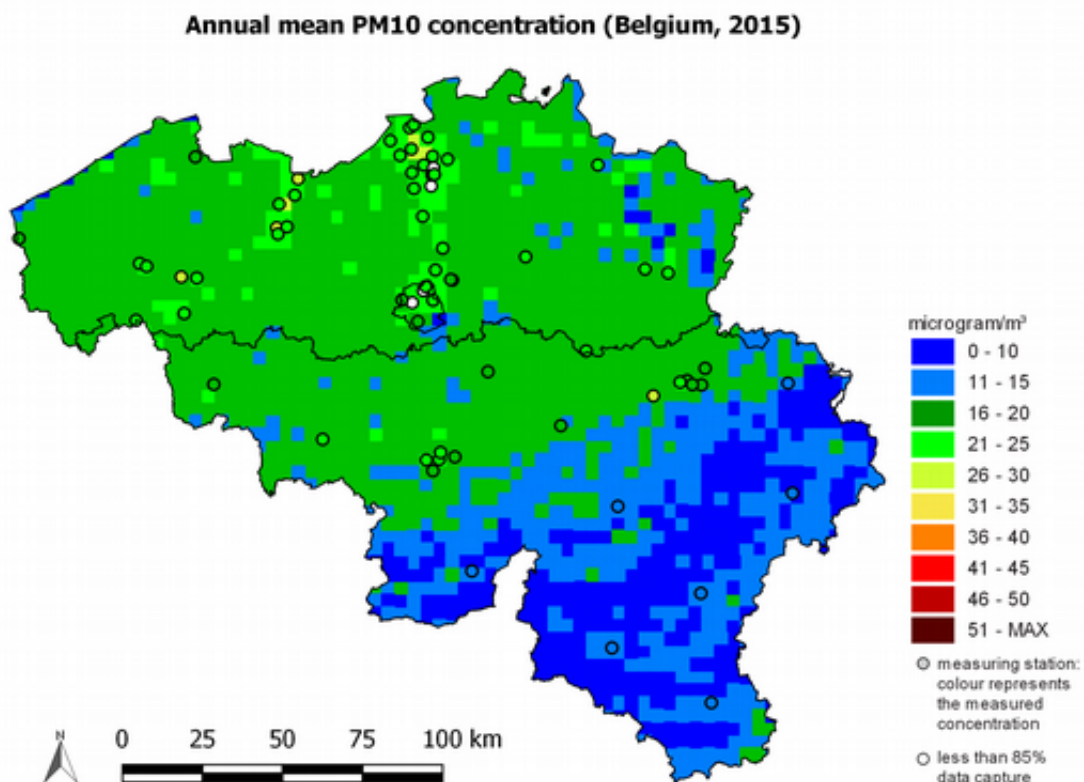 Annual mean PM10 concentration (Belgium, 2015)
microgram/m³
0 - 10
11 - 15
16 - 20
21 - 25
26 - 30
31 - 35
36 - 40
41 - 45
46 - 50
51 - MAX
measuring station:
colour represents
the measured
concentration
less than 85%
data capture
N
0 25 50 75 100 km